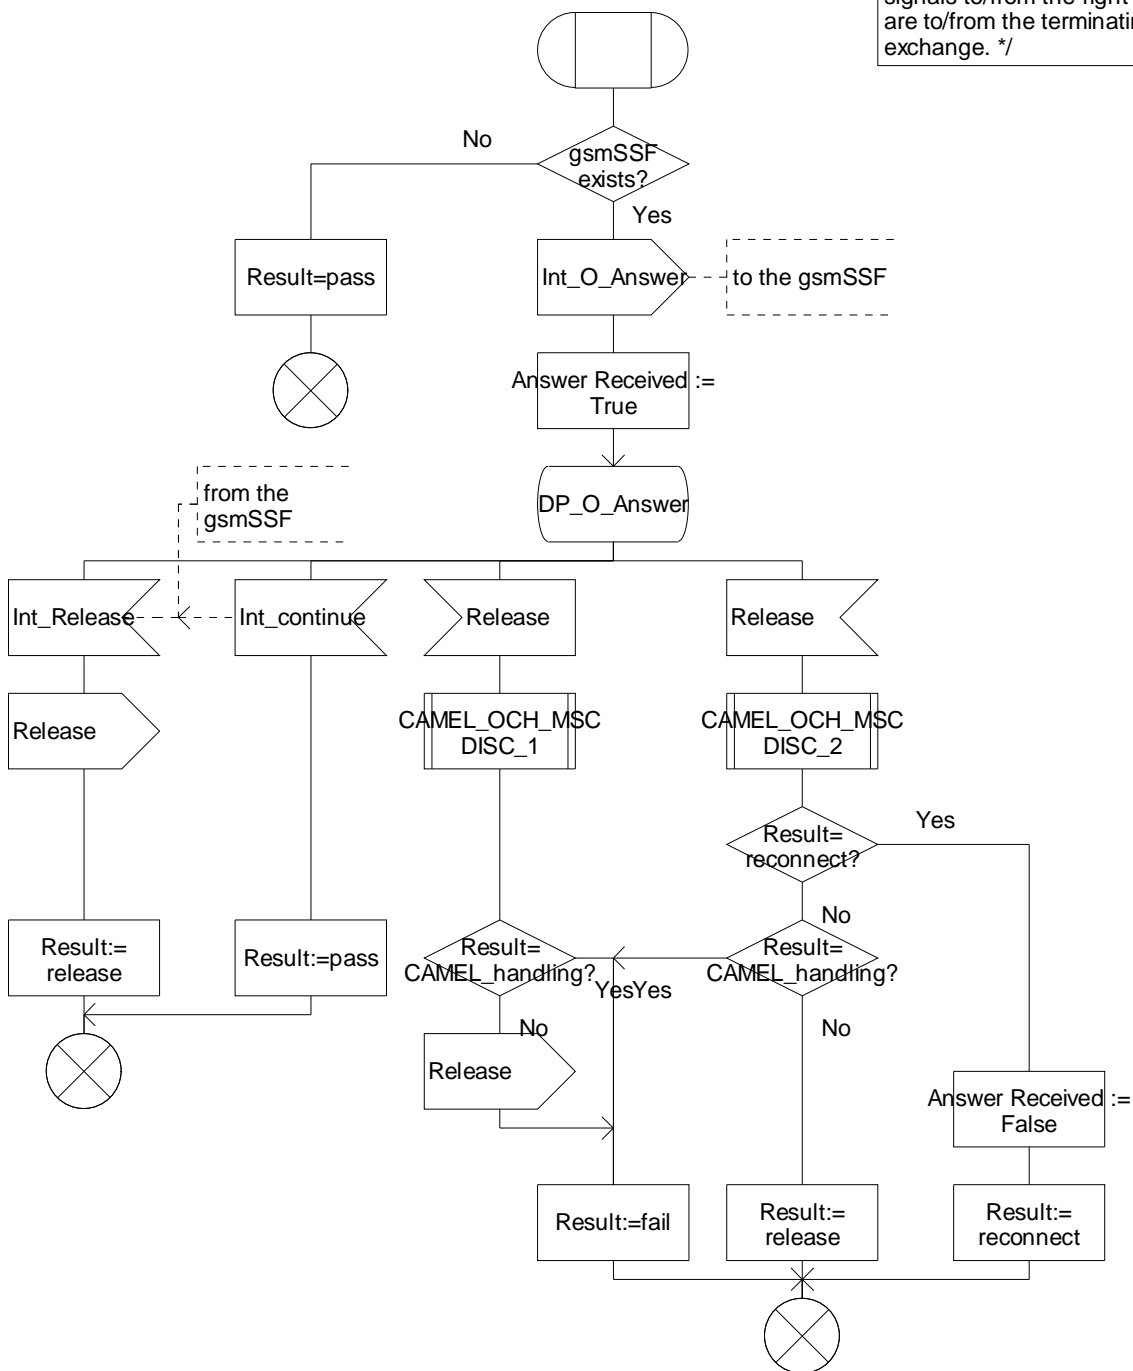 signals to/from the right
are to/from the
exchange. */
No
gsmSSF
exists?
Yes
Result=pass
Int_O_Answer
to the gsmSSF
Answer Received :=
True
from the
gsmSSF
DP_O_Answer
Int_Release
Int_continue
Release
Release
Release
CAMEL_OCH_MSC
DISC_1
CAMEL_OCH_MSC
DISC_2
Result=
reconnect?
Yes
No
Result:=
release
Result:=pass
Result=
CAMEL_handling?
Yes
Yes
Result=
CAMEL_handling?
No
No
Release
Answer Received :=
False
Result:=fail
Result:=
release
Result:=
reconnect